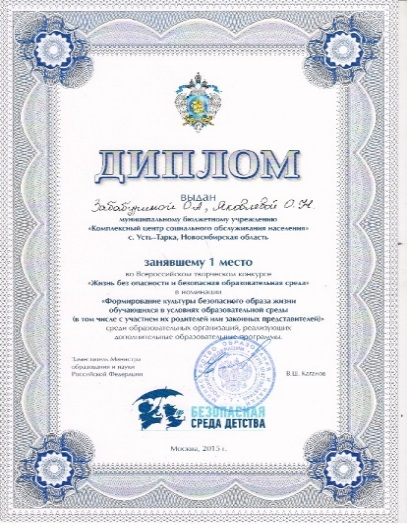 ДИПЛОМ
выдан
Забабуриной О.А, Яковлевой О.Н.
муниципальному бюджетному учреждению
«Комплексный центр социального обслуживания населения»
с. Усть-Тарка, Новосибирская область
занявшему 1 место
во Всероссийском творческом конкурсе
«Жизнь без опасности и безопасная образовательная среда»
в номинации
«Формирование культуры безопасного образа жизни
обучающихся в условиях образовательной среды
(в том числе с участием их родителей или законных представителей)»
среди образовательных организаций, реализующих
дополнительные образовательные программы.
Заместитель Министра
образования и науки
Российской Федерации
В.Ш. Каганов
БЕЗОПАСНАЯ
СРЕДА ДЕТСТВА
Москва, 2015 г.